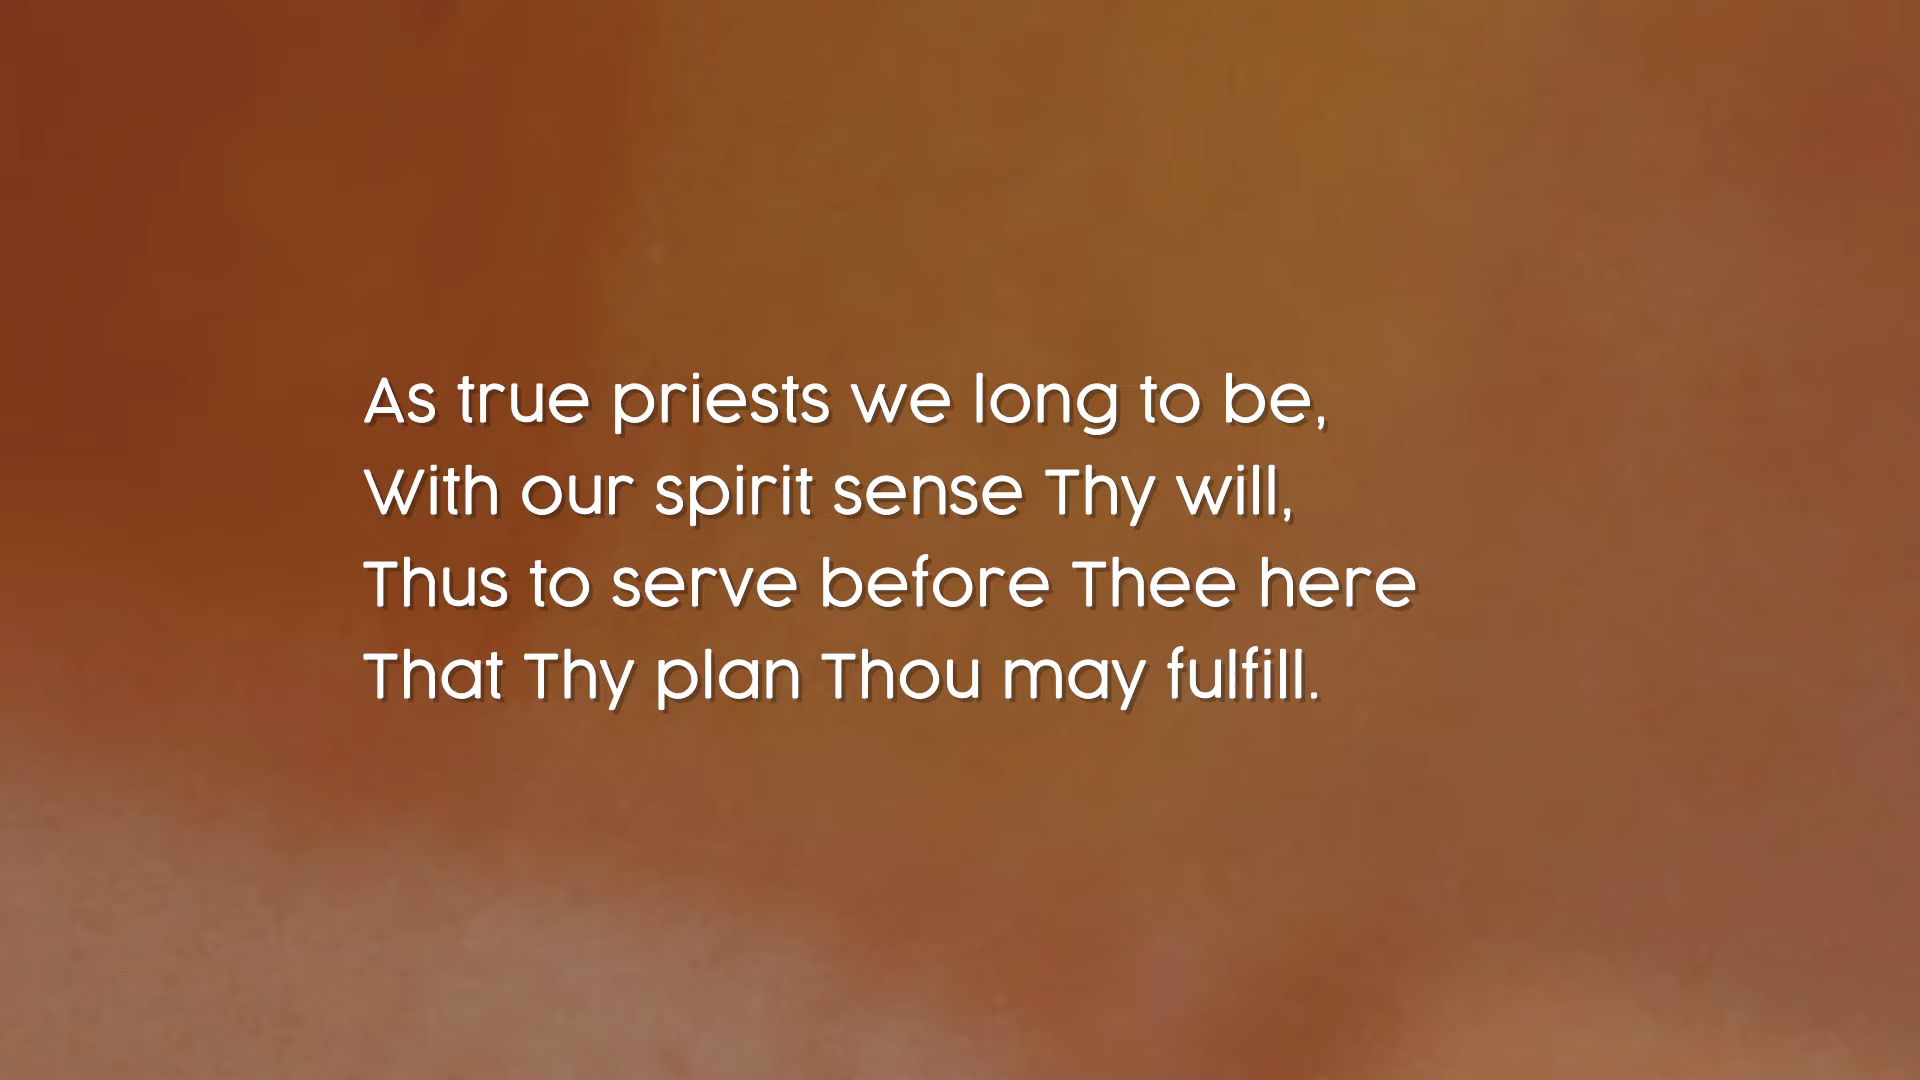 As true priests we long to be,
With our spirit sense Thy will,
Thus to serve before Thee here
That Thy plan Thou may fulfill.